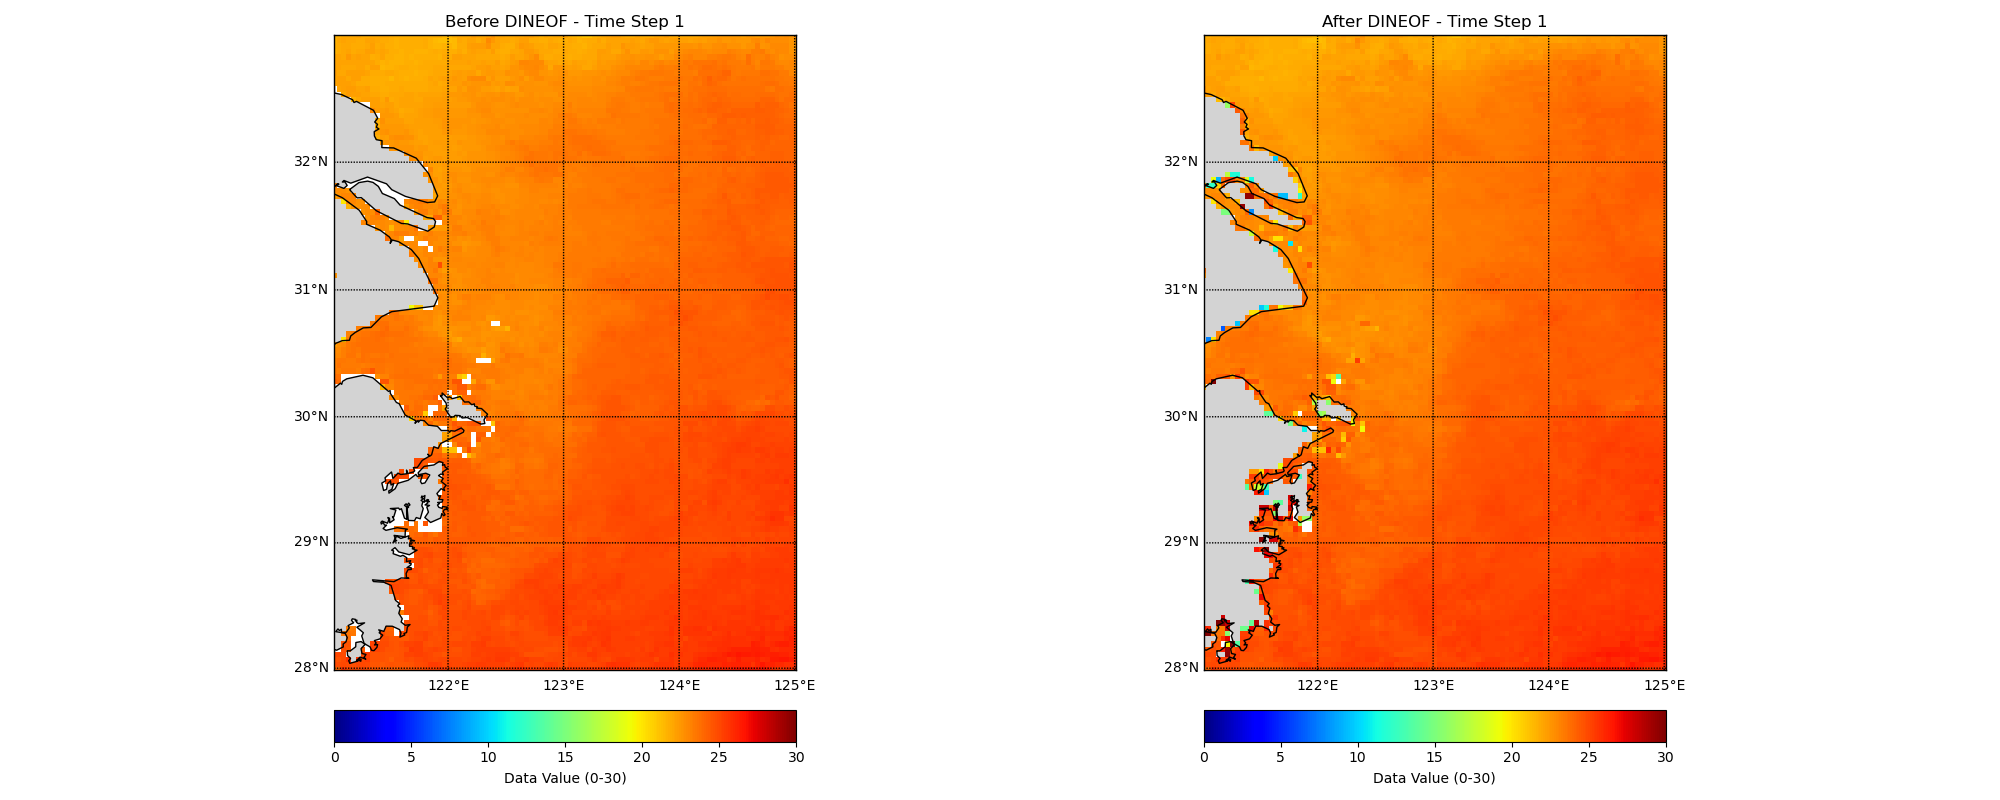 Before DINEOF - Time Step 1
After DINEOF - Time Step 1
32°N
31°N
30°N
29°N
28°N
122°E 123°E 124°E 125°E
0 5 10 15 20 25 30
Data Value (0-30)
32°N
31°N
30°N
29°N
28°N
122°E 123°E 124°E 125°E
0 5 10 15 20 25 30
Data Value (0-30)